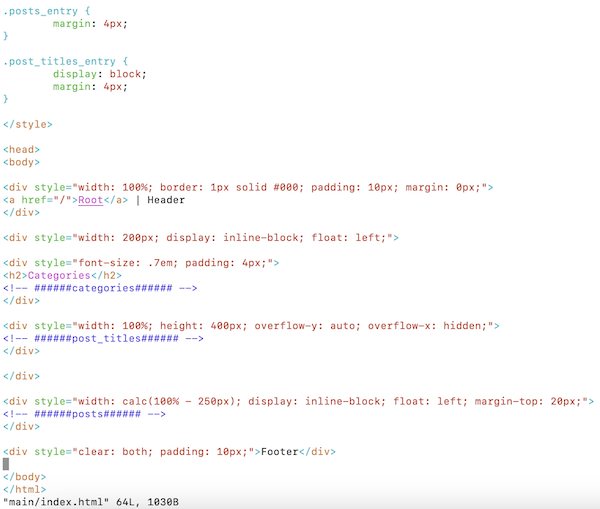 .posts_entry {
margin: 4px;
}
.post_titles_entry {
display: block;
margin: 4px;
}
</style>
<head>
<body>
<div style="width: 100%; border: 1px solid #000; padding: 10px; margin: 0px;">
<a href="/">Root</a> | Header
</div>
<div style="width: 200px; display: inline-block; float: left;">
<div style="font-size: .7em; padding: 4px;">
<h2>Categories</h2>
<!-- ######categories###### -->
</div>
<div style="width: 100%; height: 400px; overflow-y: auto; overflow-x: hidden;">
<!-- ######post_titles###### -->
</div>
</div>
<div style="width: calc(100% - 250px); display: inline-block; float: left; margin-top: 20px;">
<!-- ######posts###### -->
</div>
<div style="clear: both; padding: 10px;">Footer</div>
</body>
</html>
"main/index.html" 64L, 1030B